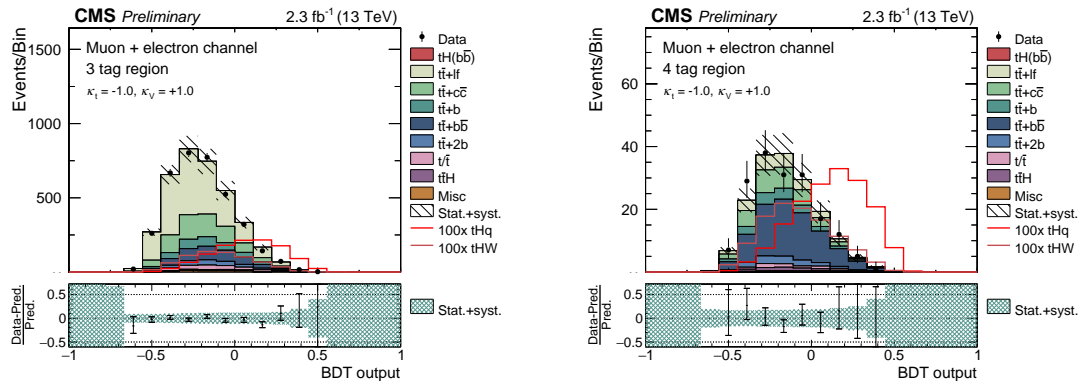 CMS Preliminary 2.3 fb⁻¹ (13 TeV)
Events/Bin
1500
1000
500
Muon + electron channel
3 tag region
κt = -1.0, κV = +1.0
Data
tH(bb̅)
tt̅+lf
tt̅+cc̅
tt̅+b
tt̅+bb̅
tt̅+2b
t/t̅
tt̅H
Misc
Stat.+syst.
100x tHq
100x tHW
Data-Pred.
Pred.
0.5
0
−0.5
Stat.+syst.
−1 −0.5 0 0.5 1
BDT output
CMS Preliminary 2.3 fb⁻¹ (13 TeV)
Events/Bin
60
40
20
Muon + electron channel
4 tag region
κt = -1.0, κV = +1.0
Data
tH(bb̅)
tt̅+lf
tt̅+cc̅
tt̅+b
tt̅+bb̅
tt̅+2b
t/t̅
tt̅H
Misc
Stat.+syst.
100x tHq
100x tHW
Data-Pred.
Pred.
0.5
0
−0.5
Stat.+syst.
−1 −0.5 0 0.5 1
BDT output